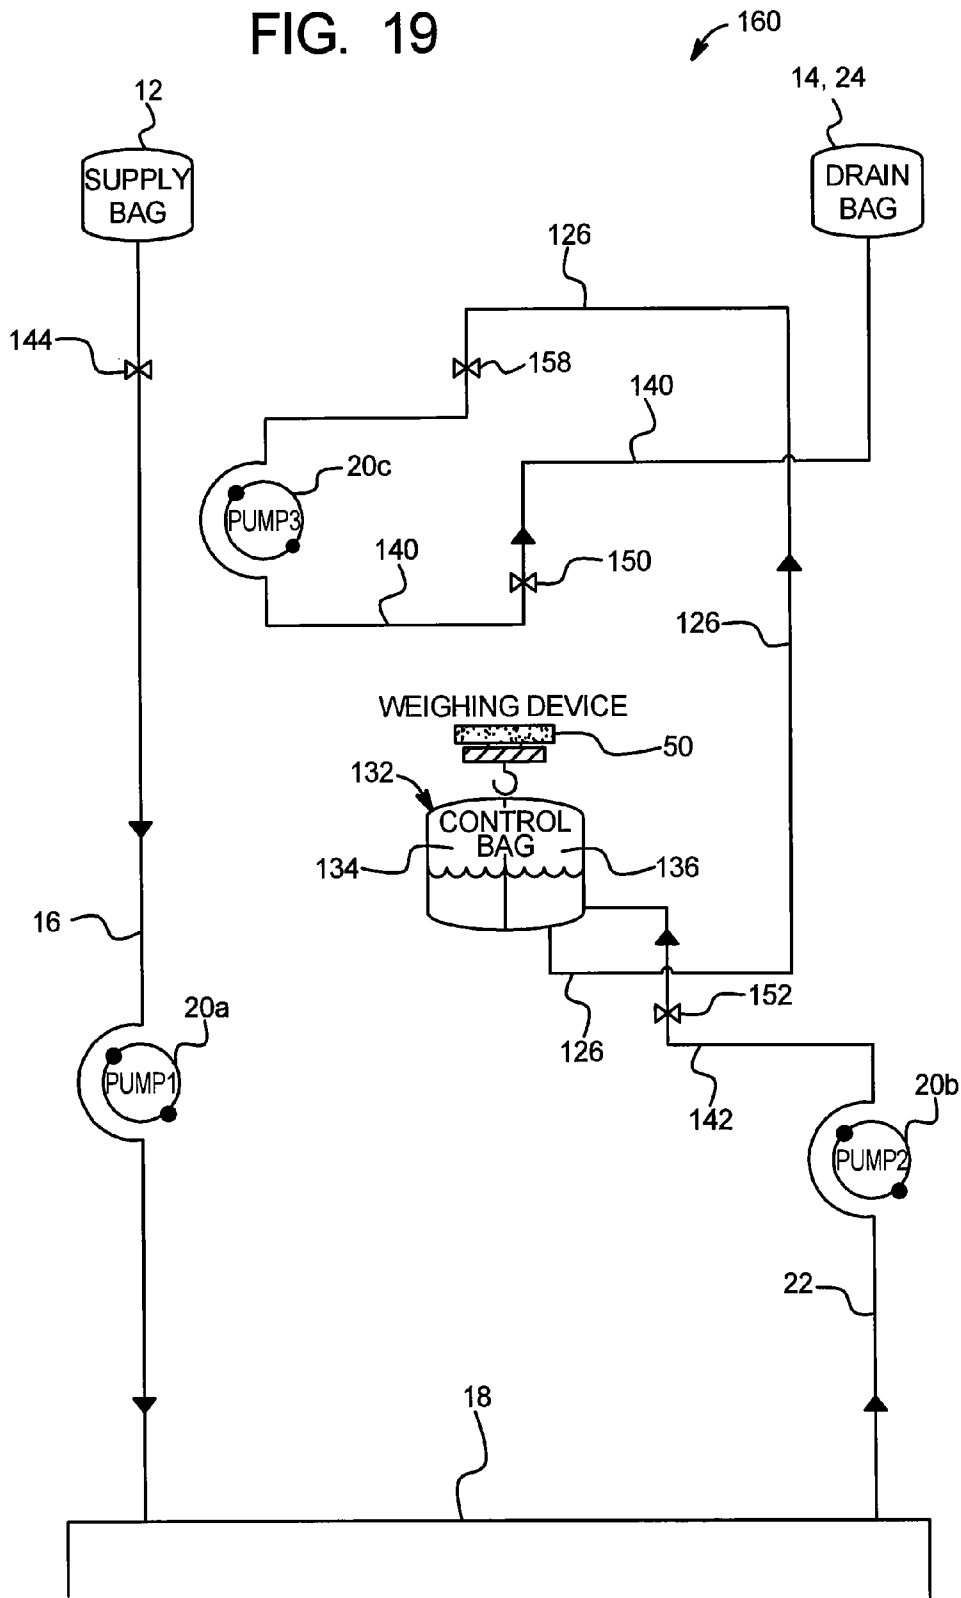 FIG. 19
160
12
14, 24
SUPPLY
BAG
DRAIN
BAG
126
144
158
140
20c
PUMP3
150
140
126
WEIGHING DEVICE
50
132
CONTROL
BAG
134
136
16
152
20a
126
PUMP1
142
20b
PUMP2
22
18